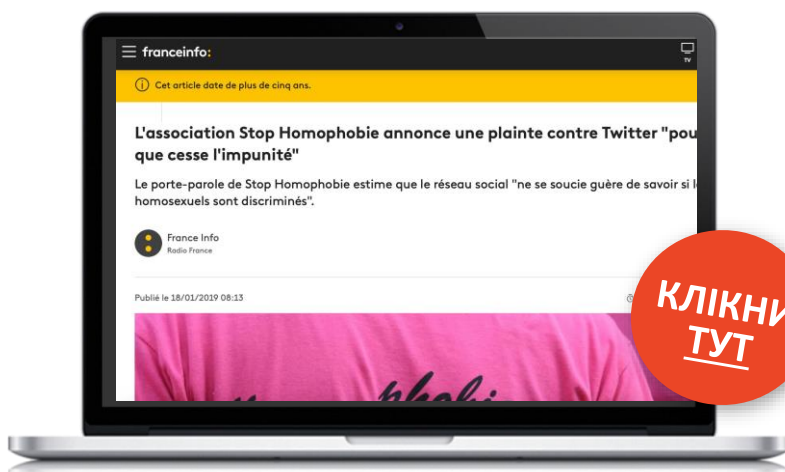 franceinfo:
TV
Cet article date de plus de cinq ans.
L'association Stop Homophobie annonce une plainte contre Twitter "pou
que cesse l'impunité"
Le porte-parole de Stop Homophobie estime que le réseau social "ne se soucie guère de savoir si l
homosexuels sont discriminés".
France Info
Radio France
Publié le 18/01/2019 08:13
КЛІКНИ
ТУТ